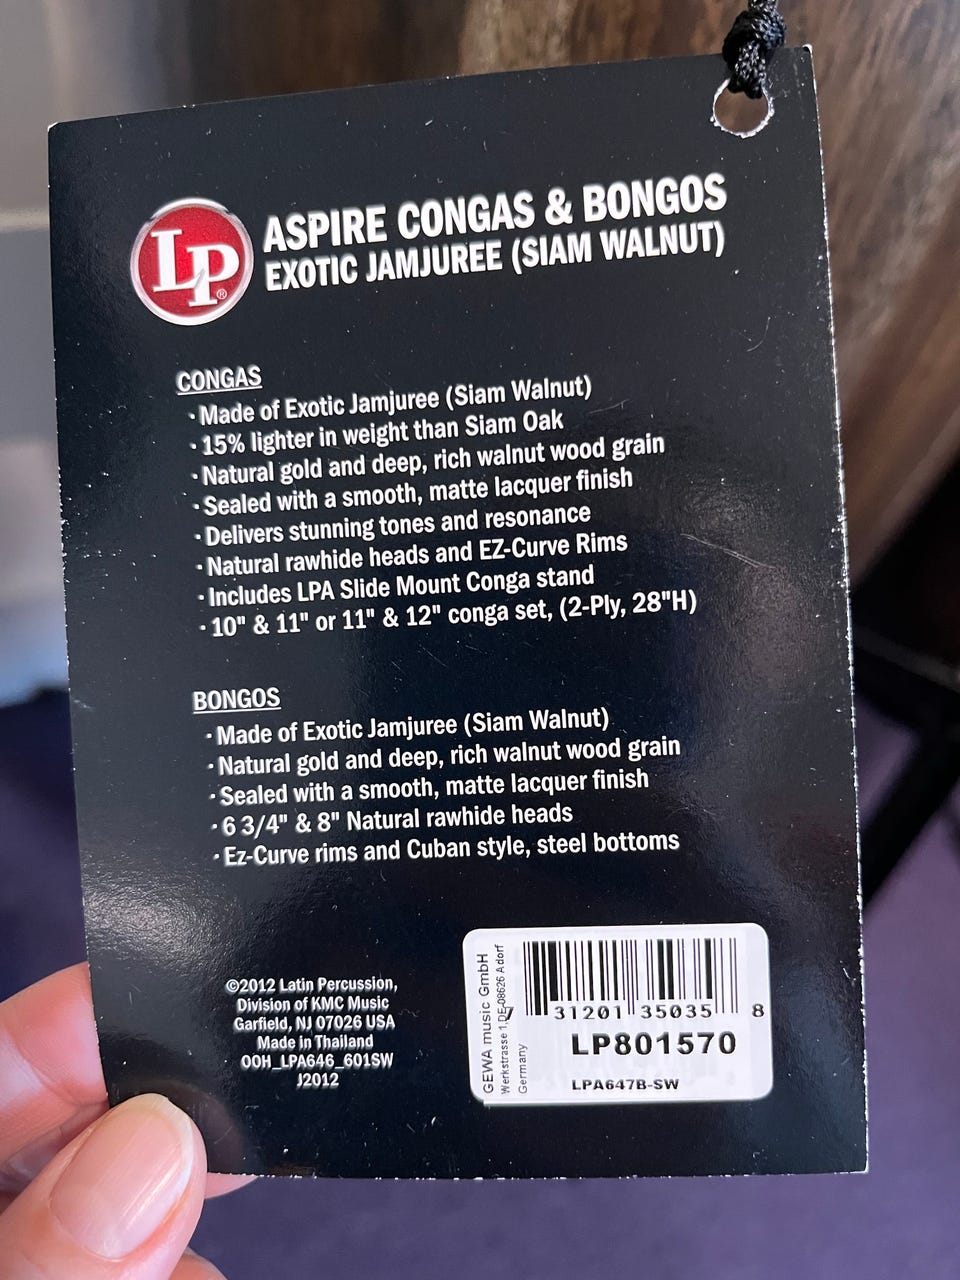 LP®
ASPIRE CONGAS & BONGOS
EXOTIC JAMJUREE (SIAM WALNUT)
CONGAS
· Made of Exotic Jamjuree (Siam Walnut)
· 15% lighter in weight than Siam Oak
· Natural gold and deep, rich walnut wood grain
· Sealed with a smooth, matte lacquer finish
· Delivers stunning tones and resonance
· Natural rawhide heads and EZ-Curve Rims
· Includes LPA Slide Mount Conga stand
· 10" & 11" or 11" & 12" conga set, (2-Ply, 28"H)
BONGOS
· Made of Exotic Jamjuree (Siam Walnut)
· Natural gold and deep, rich walnut wood grain
· Sealed with a smooth, matte lacquer finish
· 6 3/4" & 8" Natural rawhide heads
· Ez-Curve rims and Cuban style, steel bottoms
©2012 Latin Percussion,
Division of KMC Music
Garfield, NJ 07026 USA
Made in Thailand
OOH_LPA646_601SW
J2012
GEWA music GmbH
Werkstrasse 1,DE-08626 Adorf
Germany
7 31201 35035 8
LP801570
LPA647B-SW